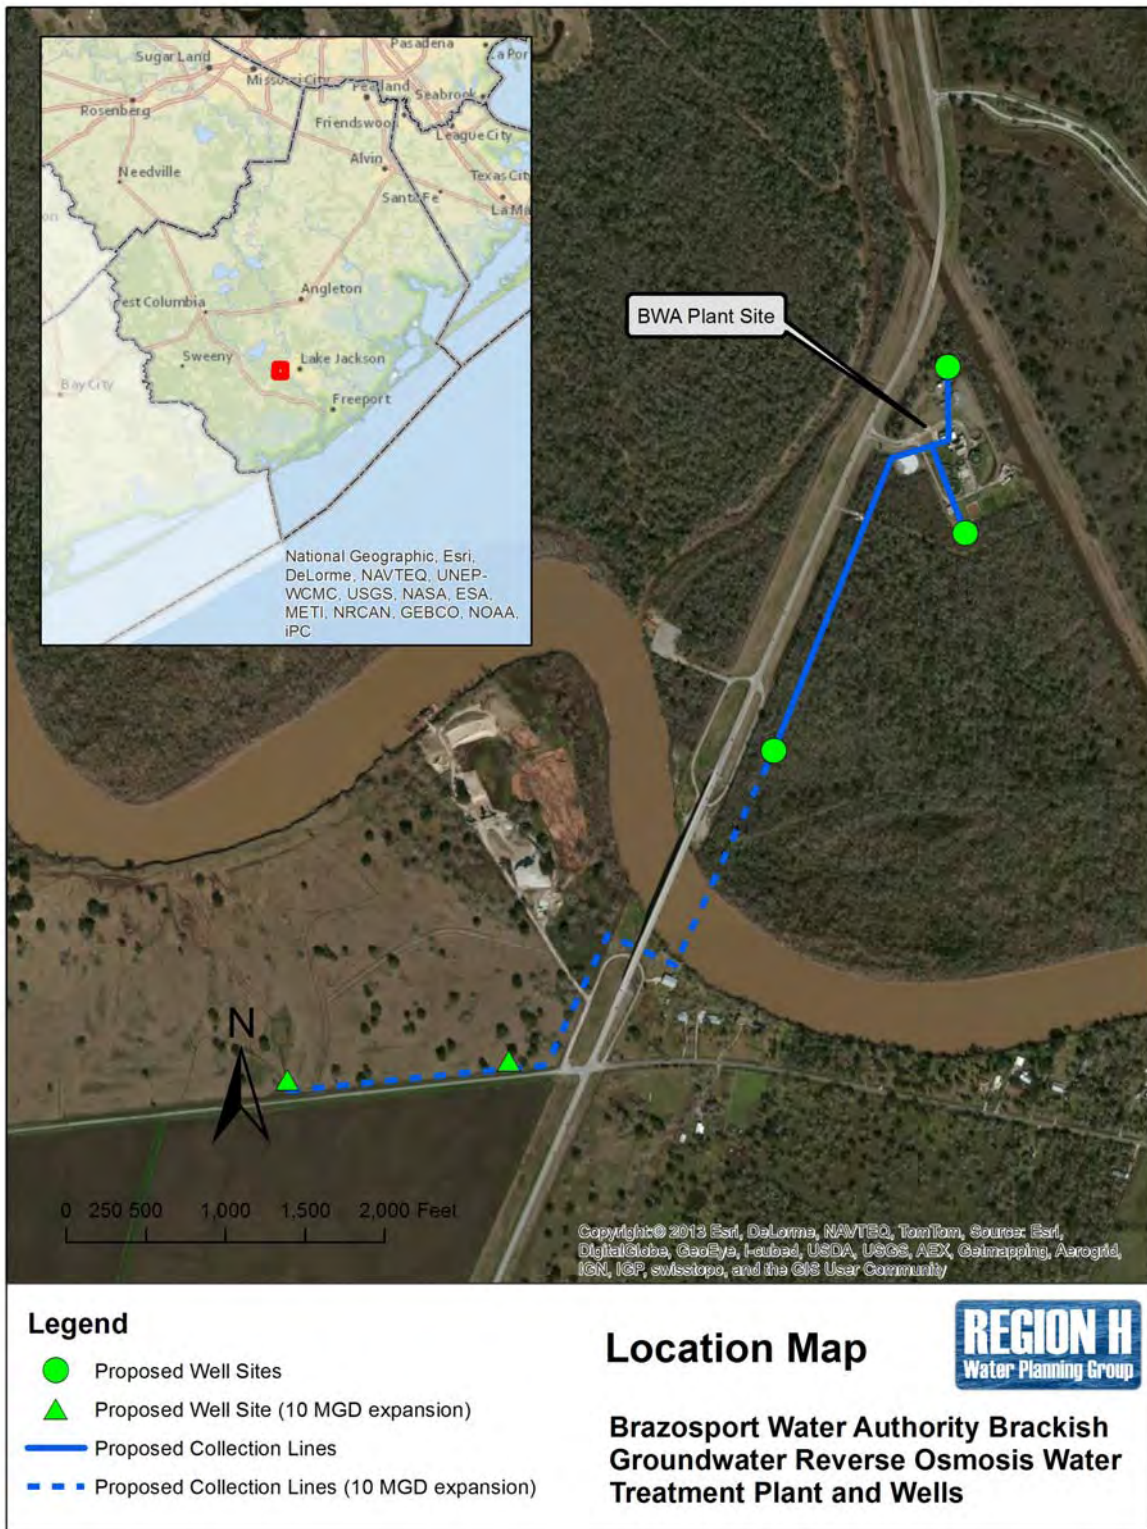 Pasadena
La Por
Sugar Land
Missouri City
Pearland
Seabrook
Rosenberg
Friendswood
League City
Alvin
Needville
Texas City
Santa Fe
La Ma
Angleton
est Columbia
Sweeny
Lake Jackson
Bay City
Freeport
National Geographic, Esri,
DeLorme, NAVTEQ, UNEP-
WCMC, USGS, NASA, ESA,
METI, NRCAN, GEBCO, NOAA,
iPC
BWA Plant Site
N
0 250 500 1,000 1,500 2,000 Feet
Copyright:© 2013 Esri, DeLorme, NAVTEQ, TomTom, Source: Esri,
DigitalGlobe, GeoEye, i-cubed, USDA, USGS, AEX, Getmapping, Aerogrid,
IGN, IGP, swisstopo, and the GIS User Community
Legend
Proposed Well Sites
Proposed Well Site (10 MGD expansion)
Proposed Collection Lines
Proposed Collection Lines (10 MGD expansion)
Location Map
REGION H
Water Planning Group
Brazosport Water Authority Brackish
Groundwater Reverse Osmosis Water
Treatment Plant and Wells